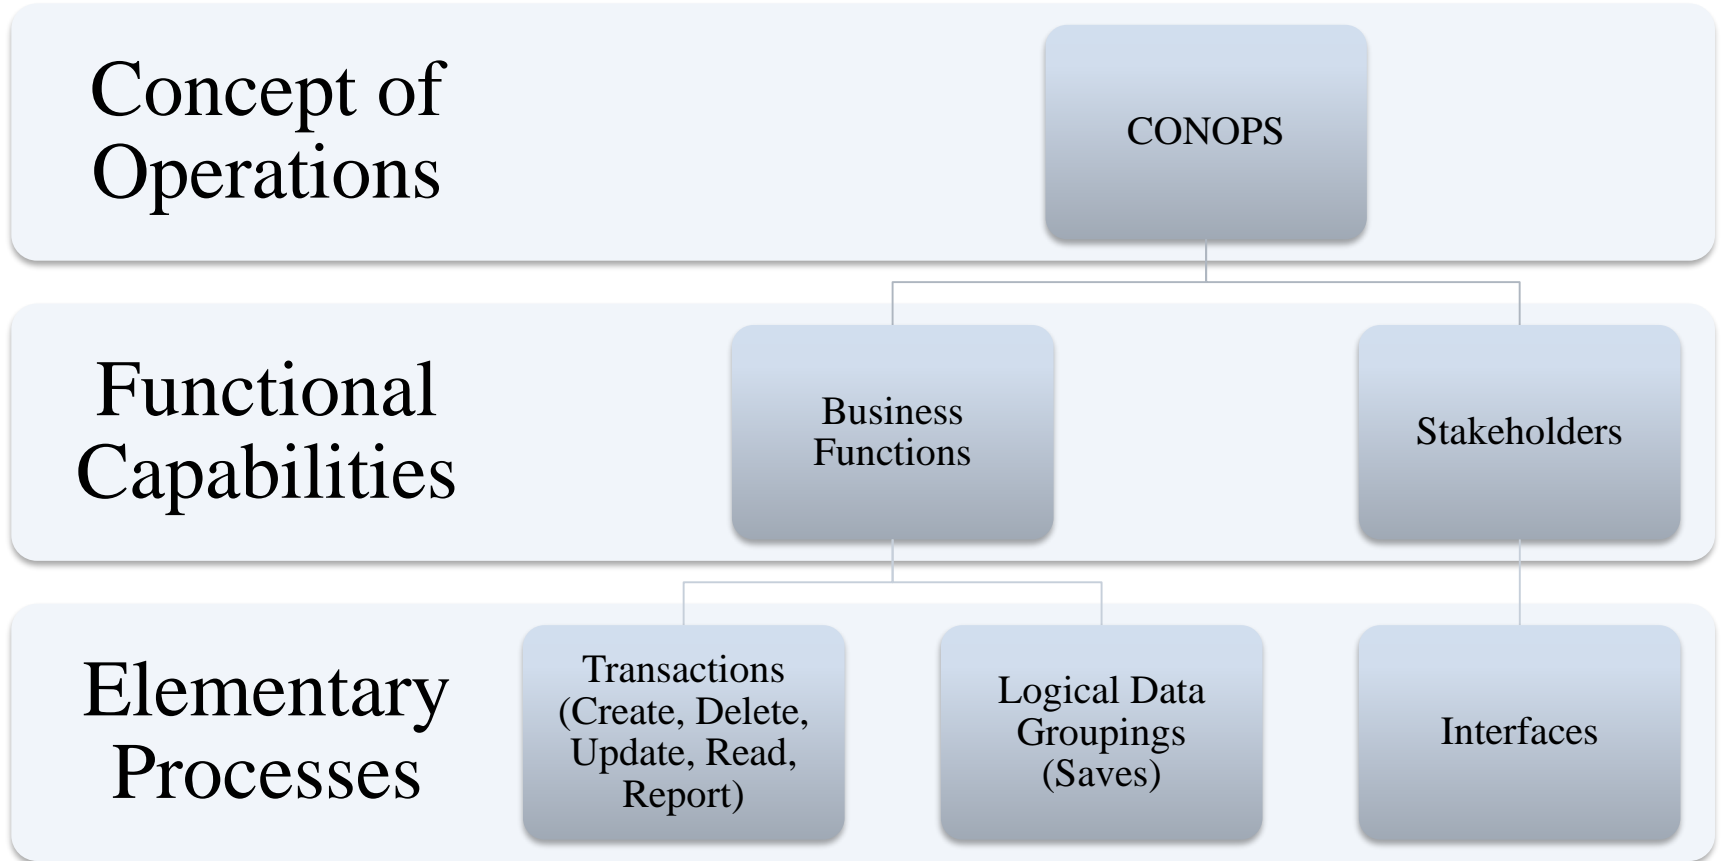 Concept of
Operations
CONOPS
Functional
Capabilities
Business
Functions
Stakeholders
Elementary
Processes
Transactions
(Create, Delete,
Update, Read,
Report)
Logical Data
Groupings
(Saves)
Interfaces